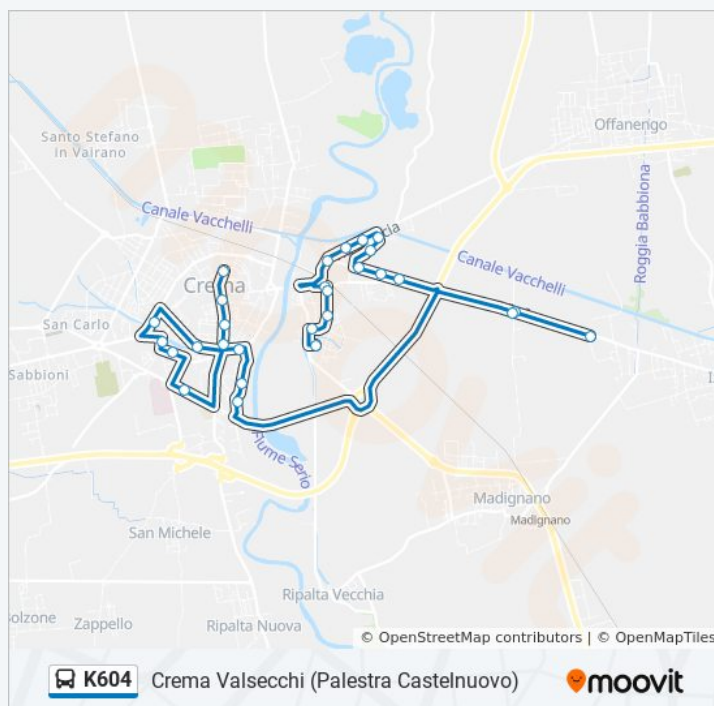 Offanengo
Santo Stefano
in Vairano
Canale Vacchelli
Roggia Babbiona
Canale Vacchelli
Crema
San Carlo
Sabbioni
Fiume Serio
Madignano
Madignano
San Michele
Ripalta Vecchia
Zappello
Ripalta Nuova
© OpenStreetMap contributors | © OpenMapTiles
K604 Crema Valsecchi (Palestra Castelnuovo) moovit